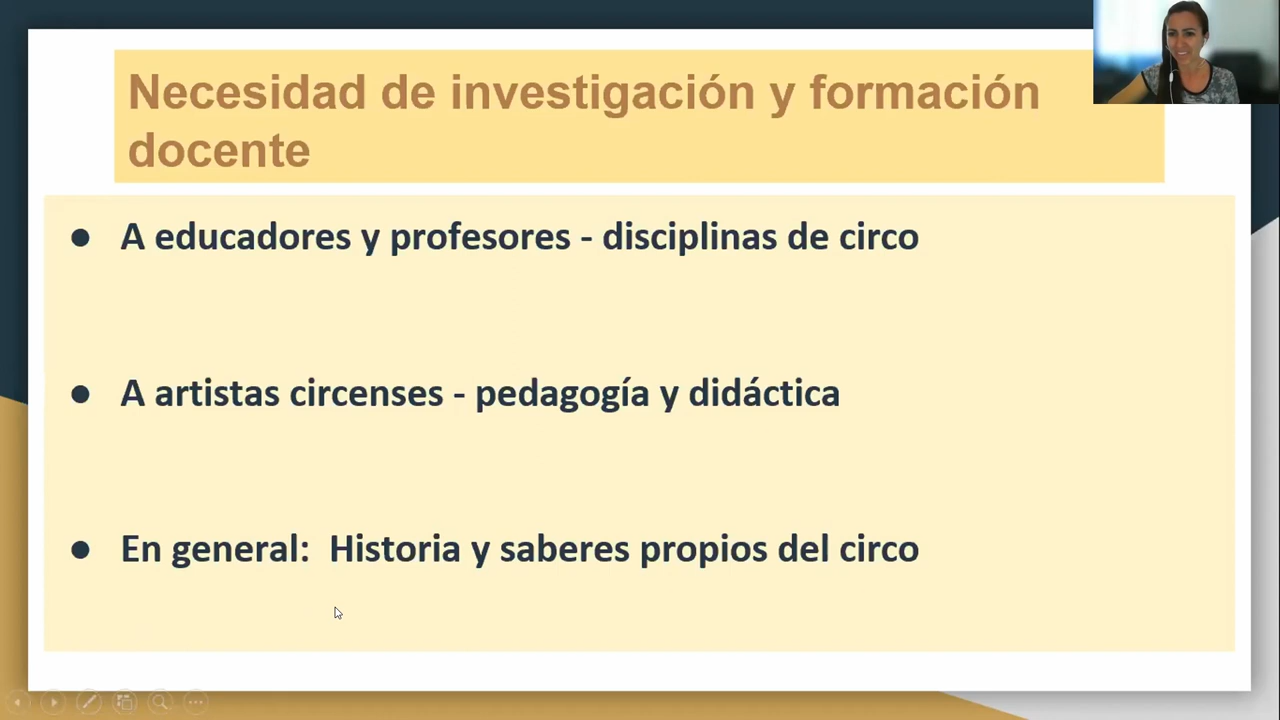 Necesidad de investigación y formación
docente
● A educadores y profesores - disciplinas de circo
● A artistas circenses - pedagogía y didáctica
● En general: Historia y saberes propios del circo